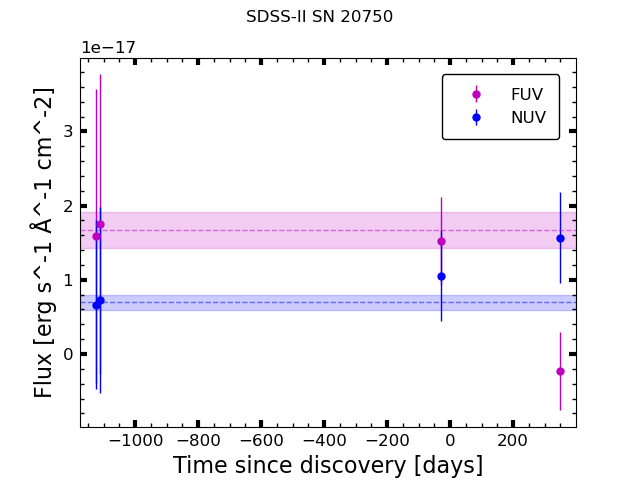 SDSS-II SN 20750
1e−17
FUV
NUV
3
2
1
0
Flux [erg s^-1 Å^-1 cm^-2]
−1000 −800 −600 −400 −200 0 200
Time since discovery [days]